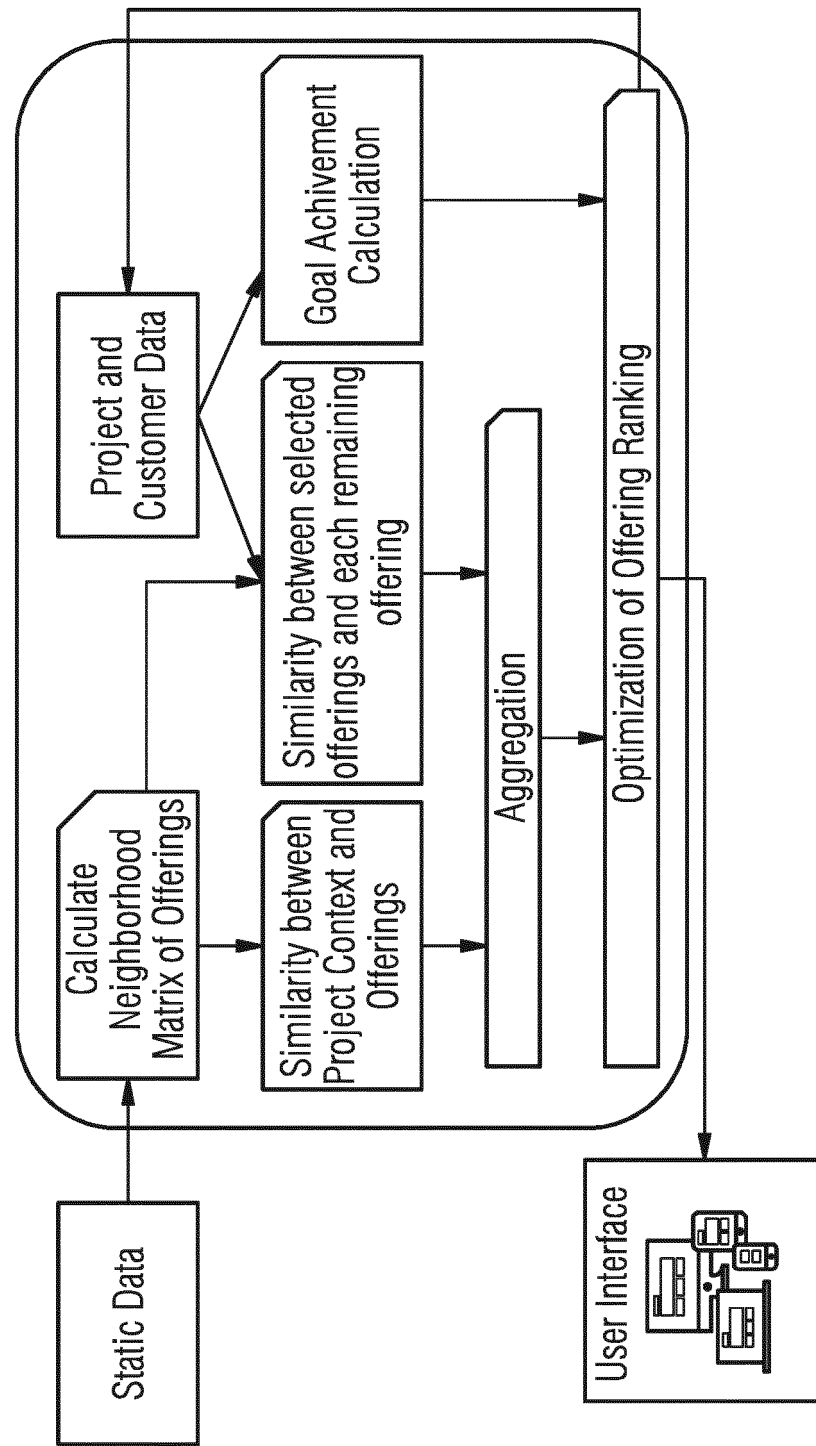 Static Data
Calculate
Neighborhood
Matrix of Offerings
Project and
Customer Data
Similarity between
Project Context and
Offerings
Similarity between selected
offerings and each remaining
offering
Goal Achivement
Calculation
Aggregation
Optimization of Offering Ranking
User Interface